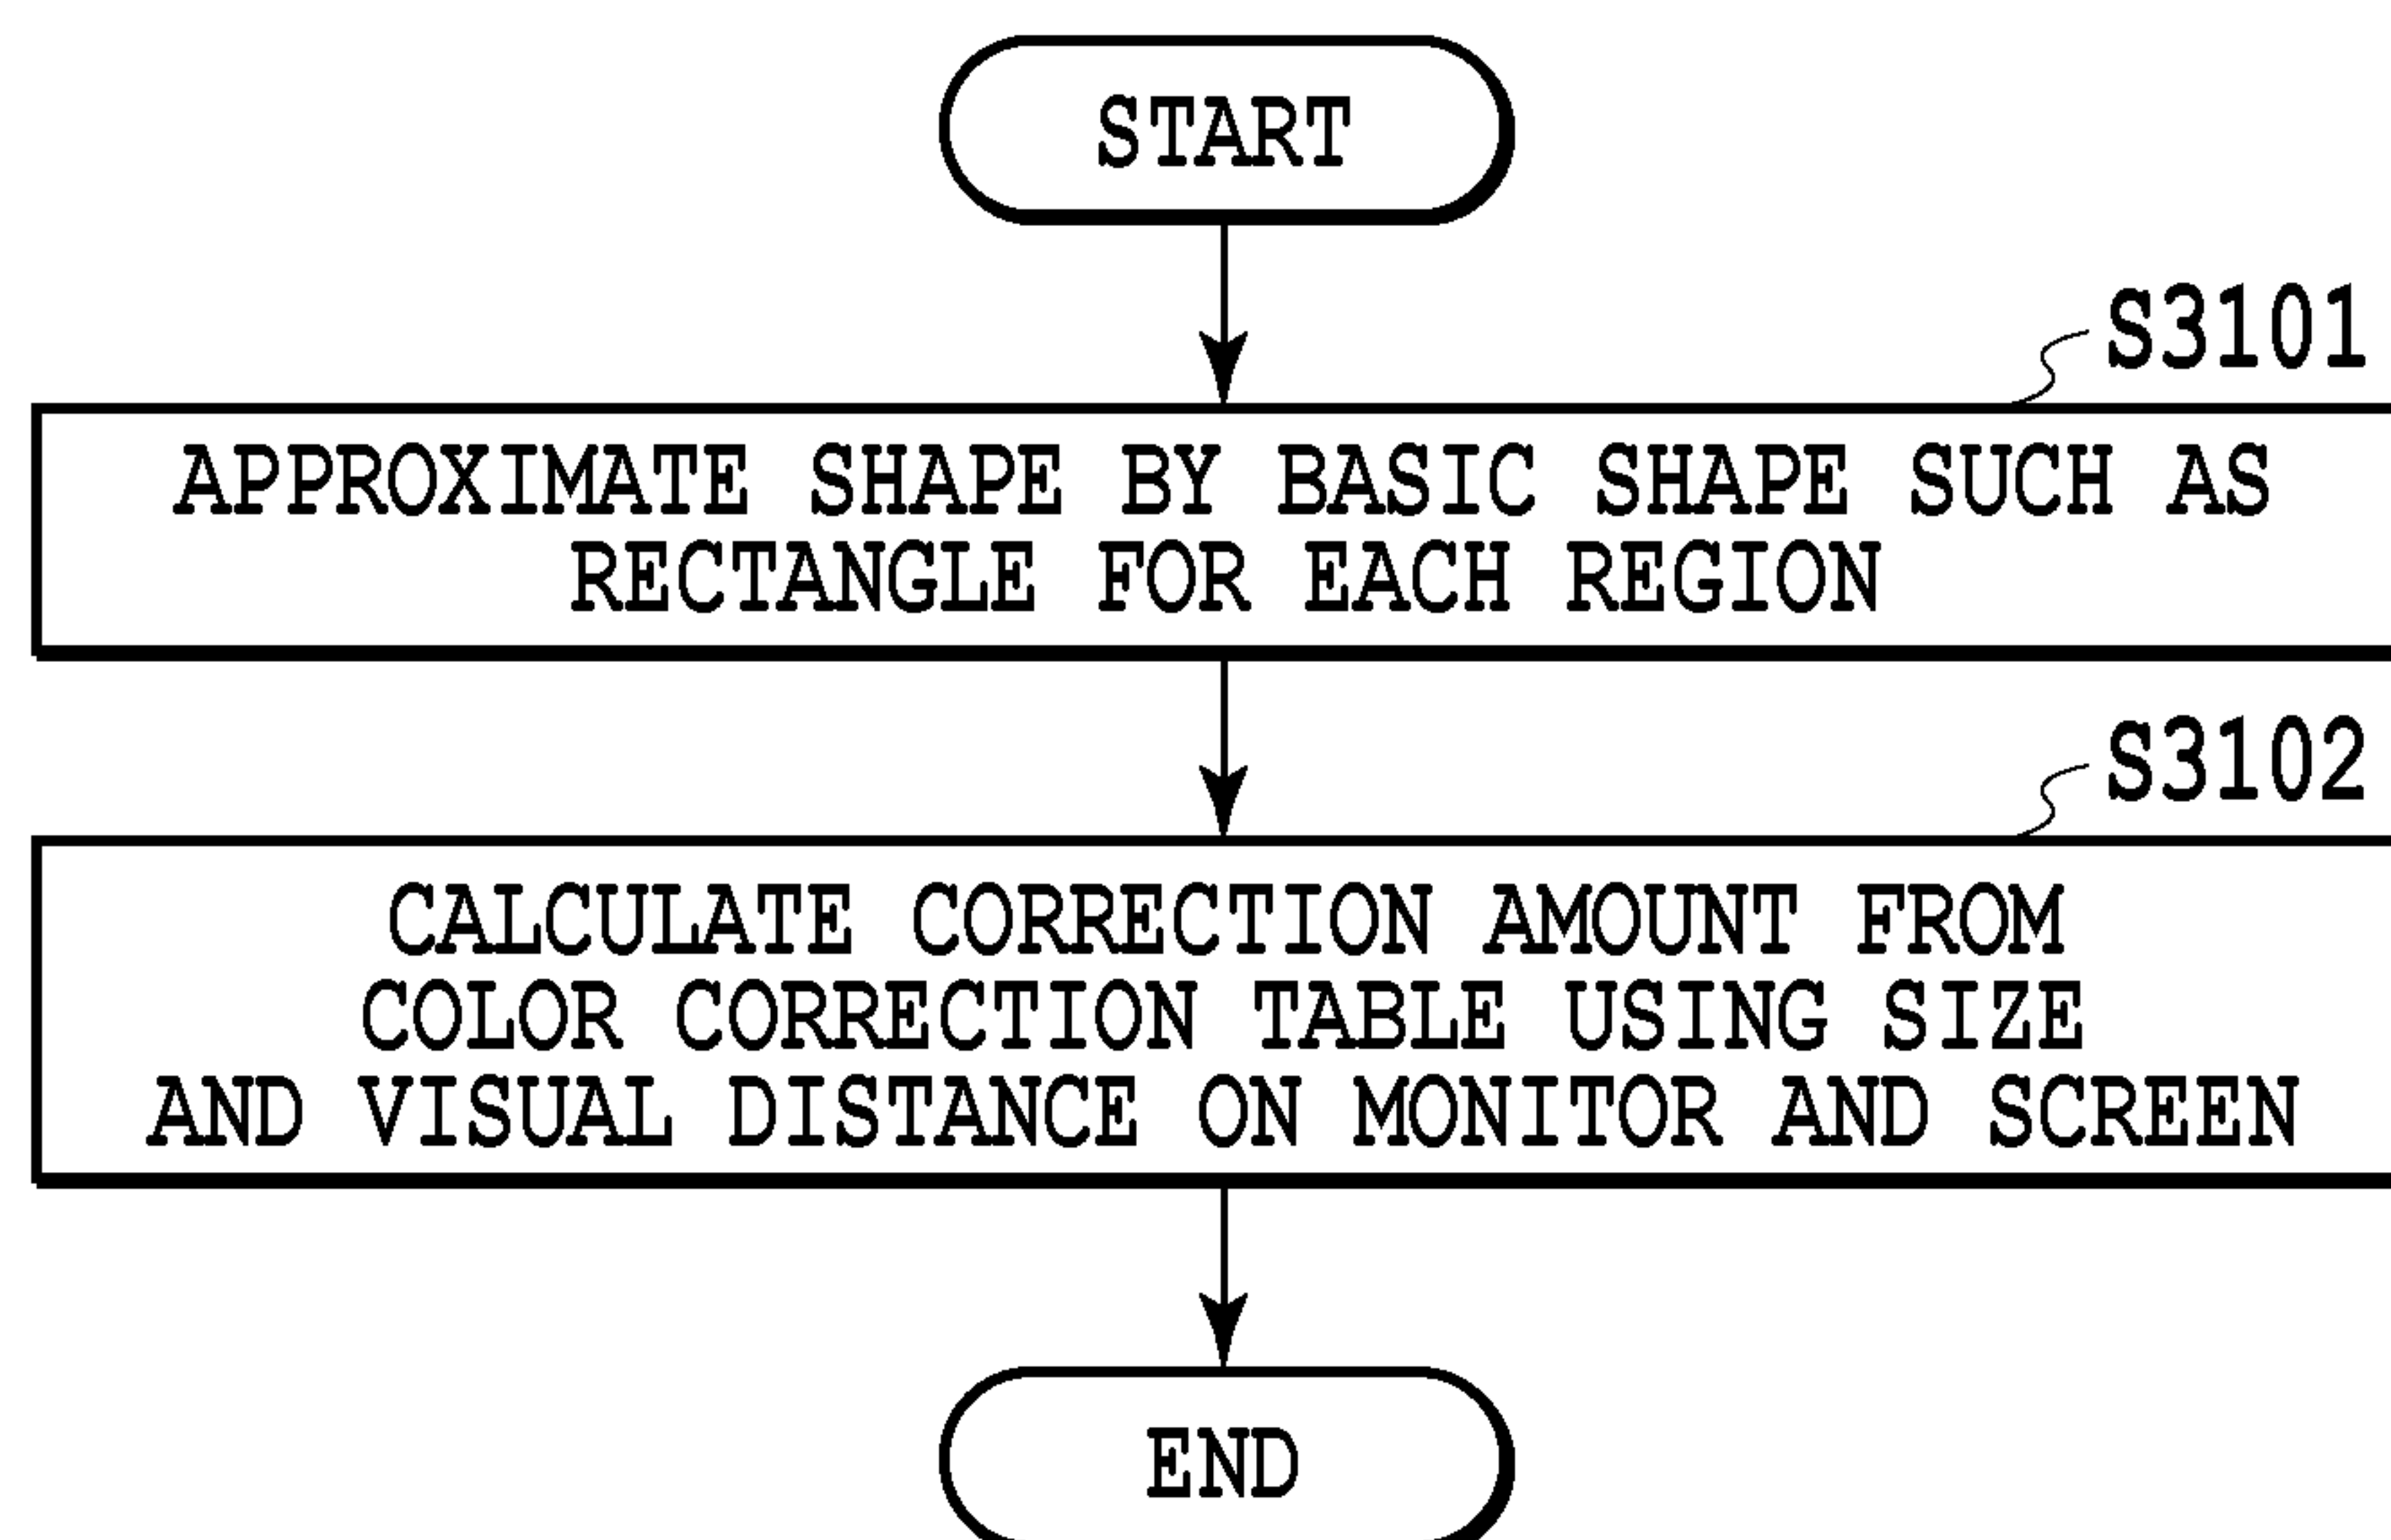 START
S3101
APPROXIMATE SHAPE BY BASIC SHAPE SUCH AS
RECTANGLE FOR EACH REGION
S3102
CALCULATE CORRECTION AMOUNT FROM
COLOR CORRECTION TABLE USING SIZE
AND VISUAL DISTANCE ON MONITOR AND SCREEN
END